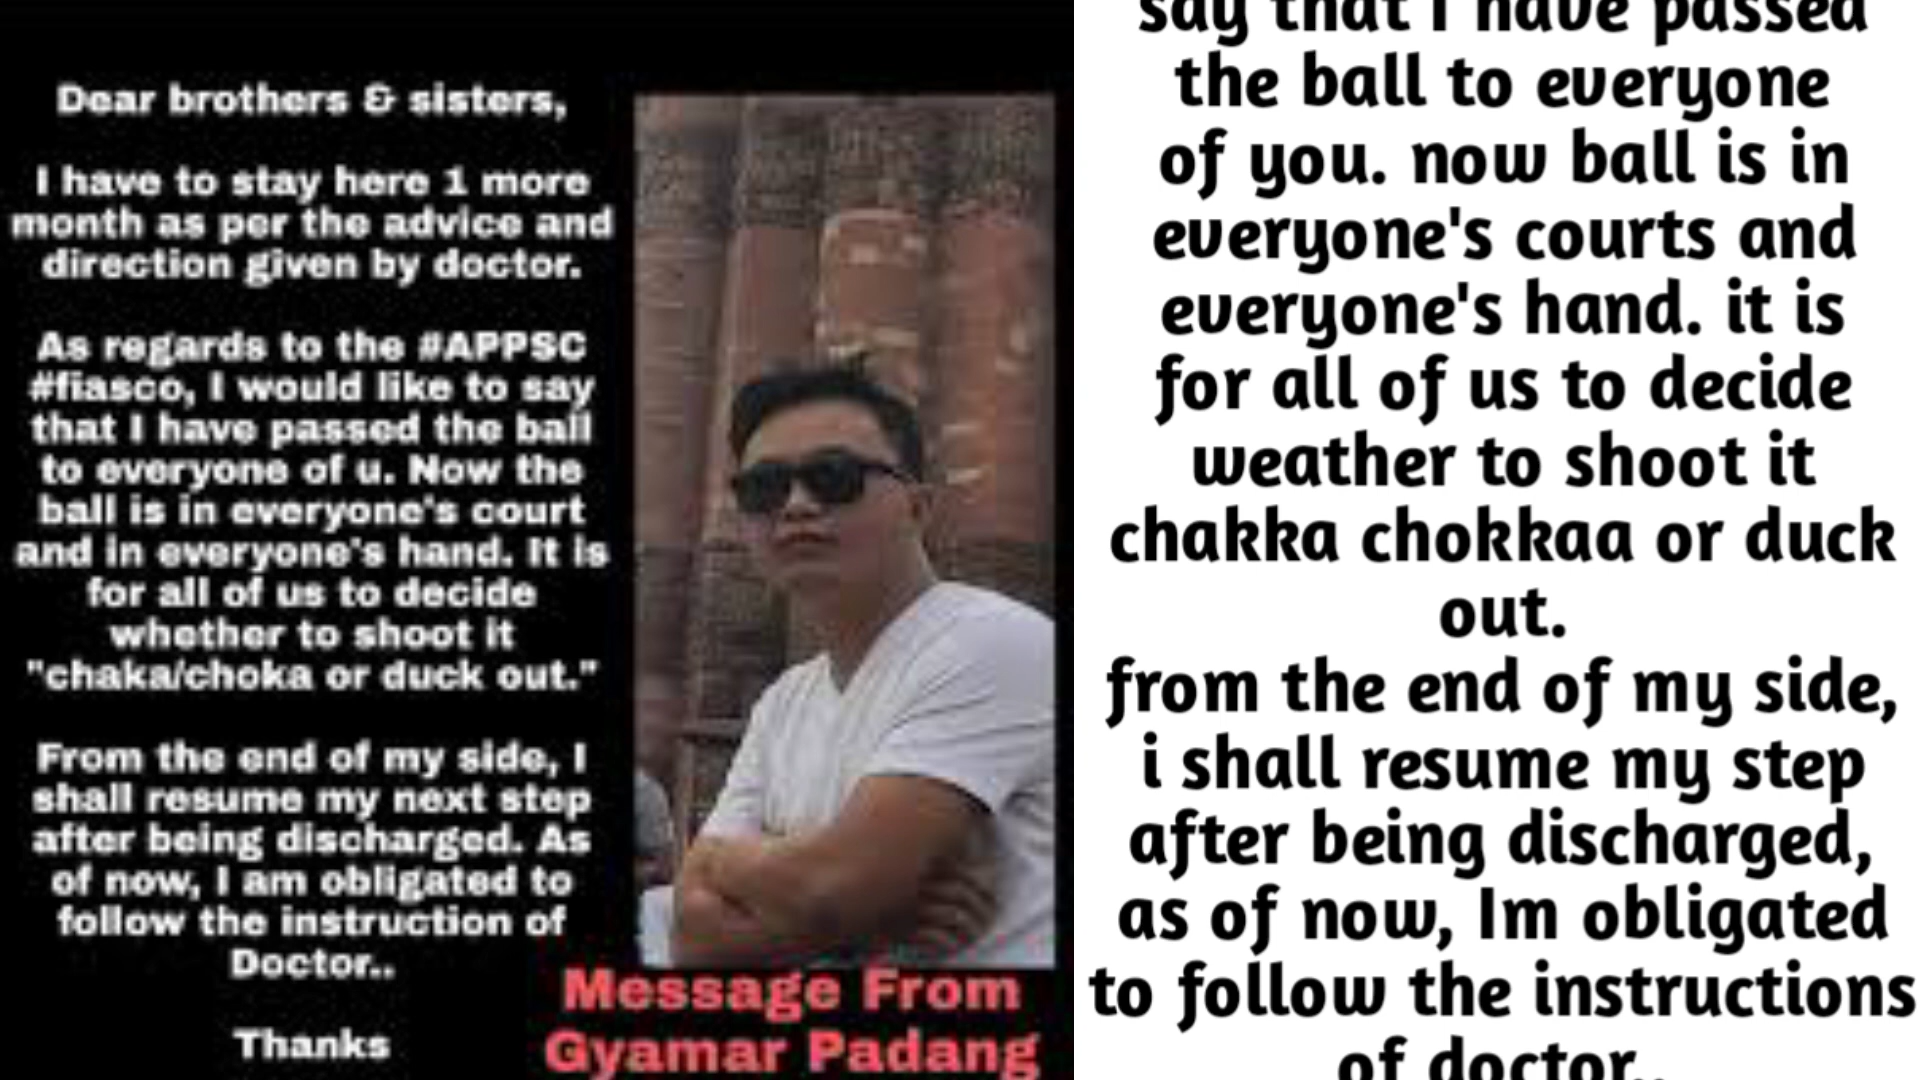 Dear brothers & sisters,
I have to stay here 1 more
month as per the advice and
direction given by doctor.
As regards to the #APPSC
#fiasco, I would like to say
that I have passed the ball
to everyone of u. Now the
ball is in everyone's court
and in everyone's hand. It is
for all of us to decide
whether to shoot it
"chaka/choka or duck out."
From the end of my side, I
shall resume my next step
after being discharged. As
of now, I am obligated to
follow the instruction of
Doctor..
Thanks
Message From
Gyamar Padang
say that I have passed
the ball to everyone
of you. now ball is in
everyone's courts and
everyone's hand. it is
for all of us to decide
weather to shoot it
chakka chokkaa or duck
out.
from the end of my side,
i shall resume my step
after being discharged,
as of now, Im obligated
to follow the instructions
of doctor..